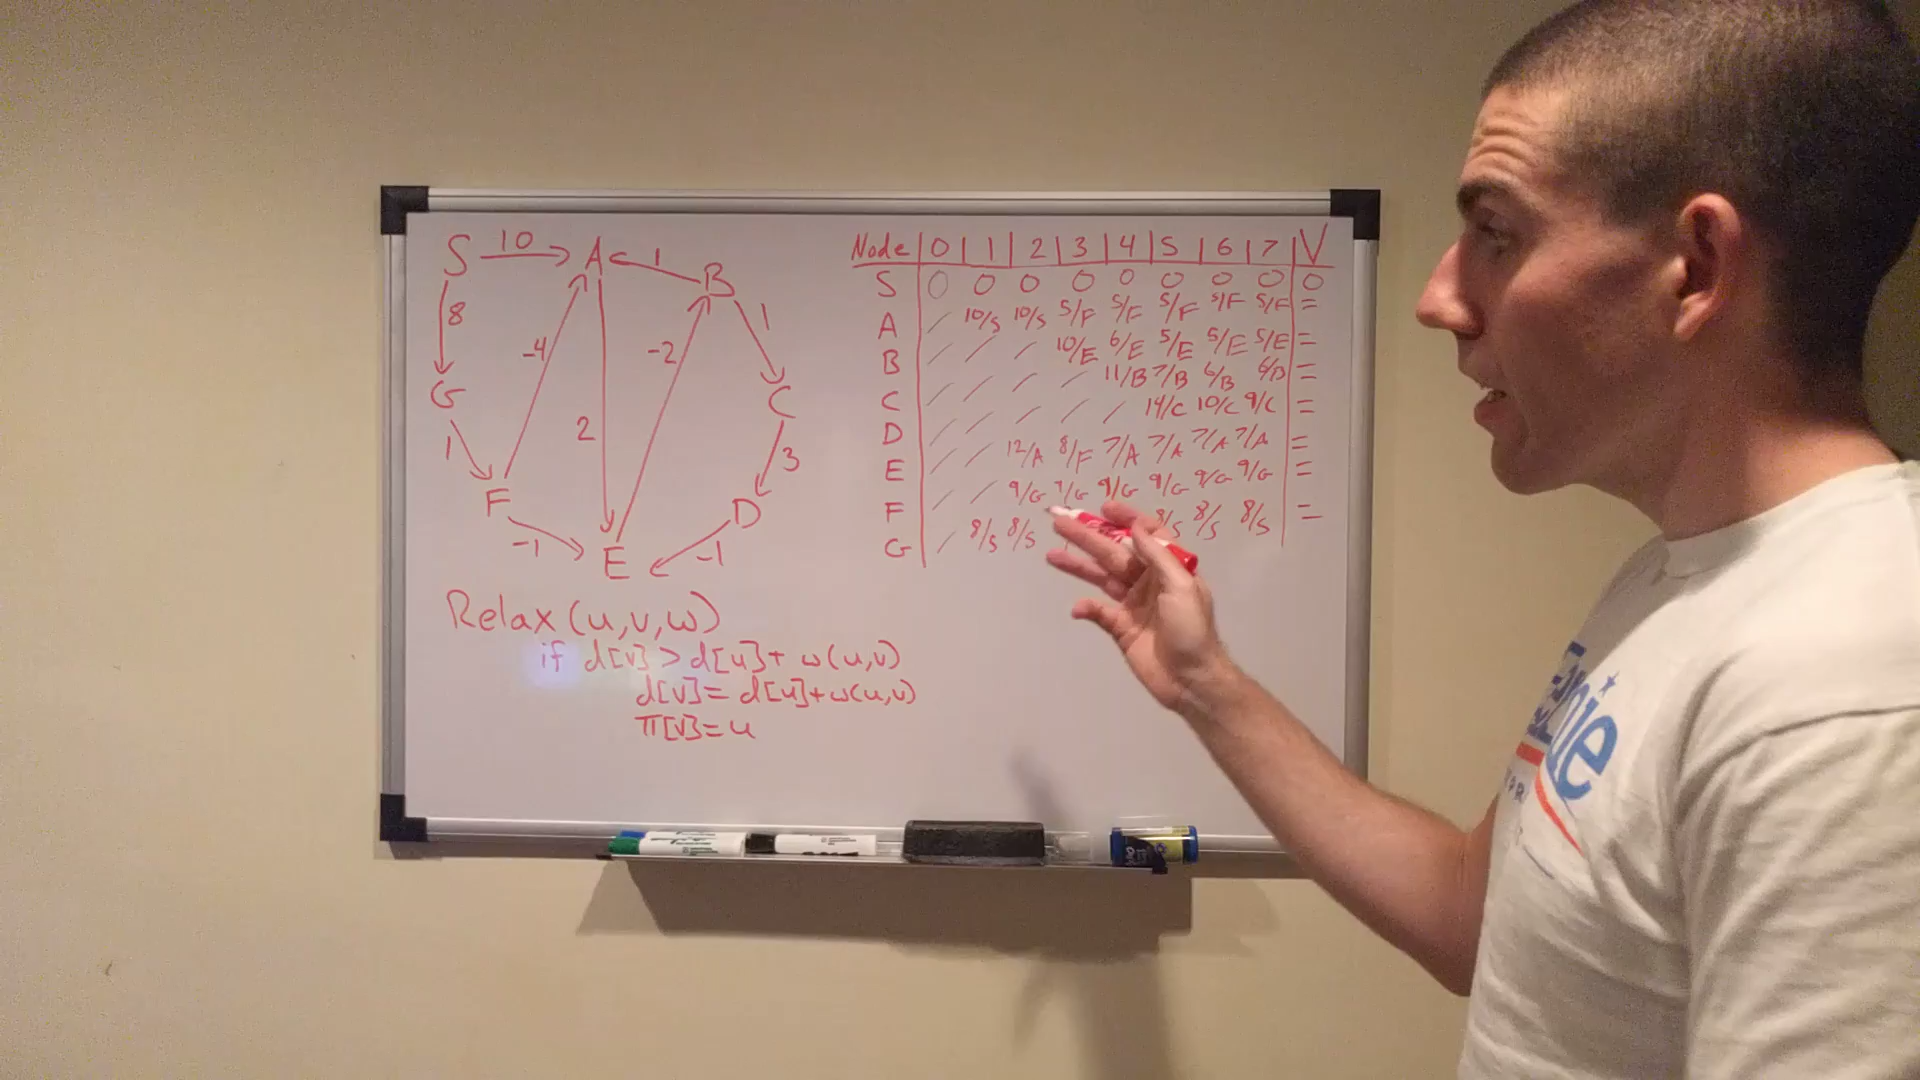 S 10 A 1 B
8 -4 2 -2 1
G C
1 3
F D
-1 E -1
Relax (u,v,w)
if d[v] > d[u] + w(u,v)
d[v] = d[u] + w(u,v)
π[v] = u
Node | 0 | 1 | 2 | 3 | 4 | 5 | 6 | 7 | V
S 0 0 0 0 0 0 0 0 0
A / 10/S 10/S 5/F 5/F 5/F 5/F 5/F =
B / / / 10/E 6/E 5/E 5/E 5/E =
C / / / / 11/B 7/B 6/B 6/B =
D / / / / / 14/C 10/C 9/C =
E / / 12/A 8/F 7/A 7/A 7/A 7/A =
F / / 9/G 9/G 9/G 9/G 9/G 9/G =
G / 8/S 8/S 8/S 8/S 8/S =